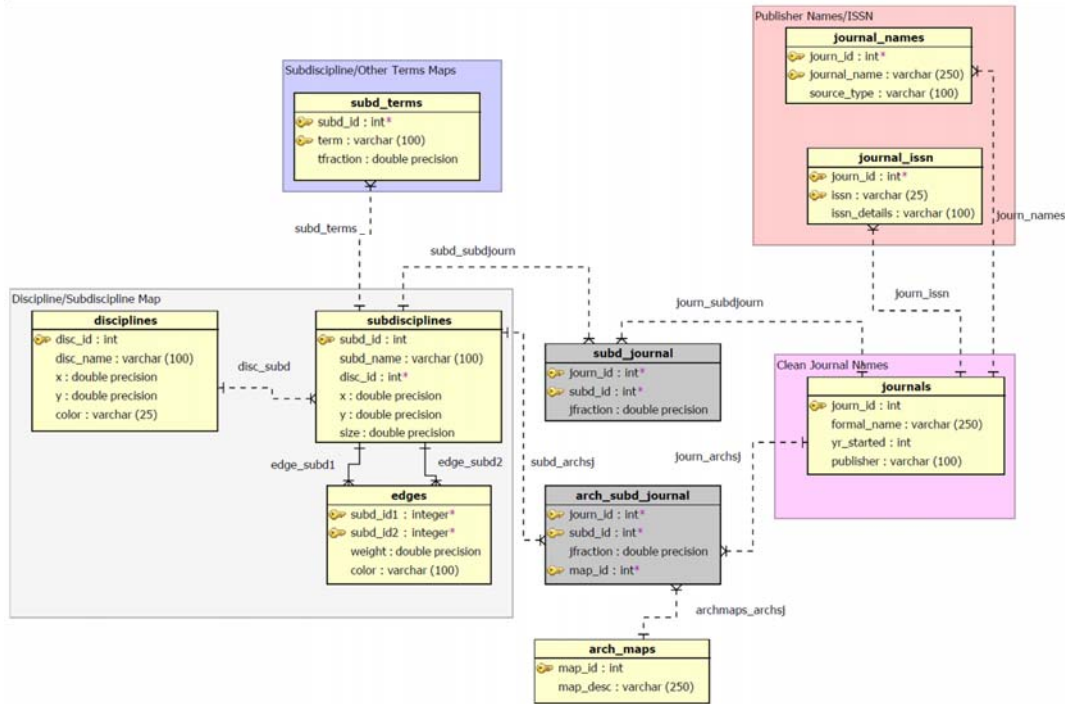 Publisher Names/ISSN
journal_names
journ_id : int*
journal_name : varchar (250)
source_type : varchar (100)
journal_issn
journ_id : int*
issn : varchar (25)
issn_details : varchar (100)
journ_names
Subdiscipline/Other Terms Maps
subd_terms
subd_id : int*
term : varchar (100)
tfraction : double precision
subd_terms
subd_subdjourn
journ_subdjourn
journ_issn
Discipline/Subdiscipline Map
disciplines
disc_id : int
disc_name : varchar (100)
x : double precision
y : double precision
color : varchar (25)
disc_subd
subdisciplines
subd_id : int
subd_name : varchar (100)
disc_id : int*
x : double precision
y : double precision
size : double precision
edge_subd1
edge_subd2
edges
subd_id1 : integer*
subd_id2 : integer*
weight : double precision
color : varchar (100)
subd_journal
journ_id : int*
subd_id : int*
jfraction : double precision
Clean Journal Names
journals
journ_id : int
formal_name : varchar (250)
yr_started : int
publisher : varchar (100)
subd_archsj
journ_archsj
arch_subd_journal
journ_id : int*
subd_id : int*
jfraction : double precision
map_id : int*
archmaps_archsj
arch_maps
map_id : int
map_desc : varchar (250)